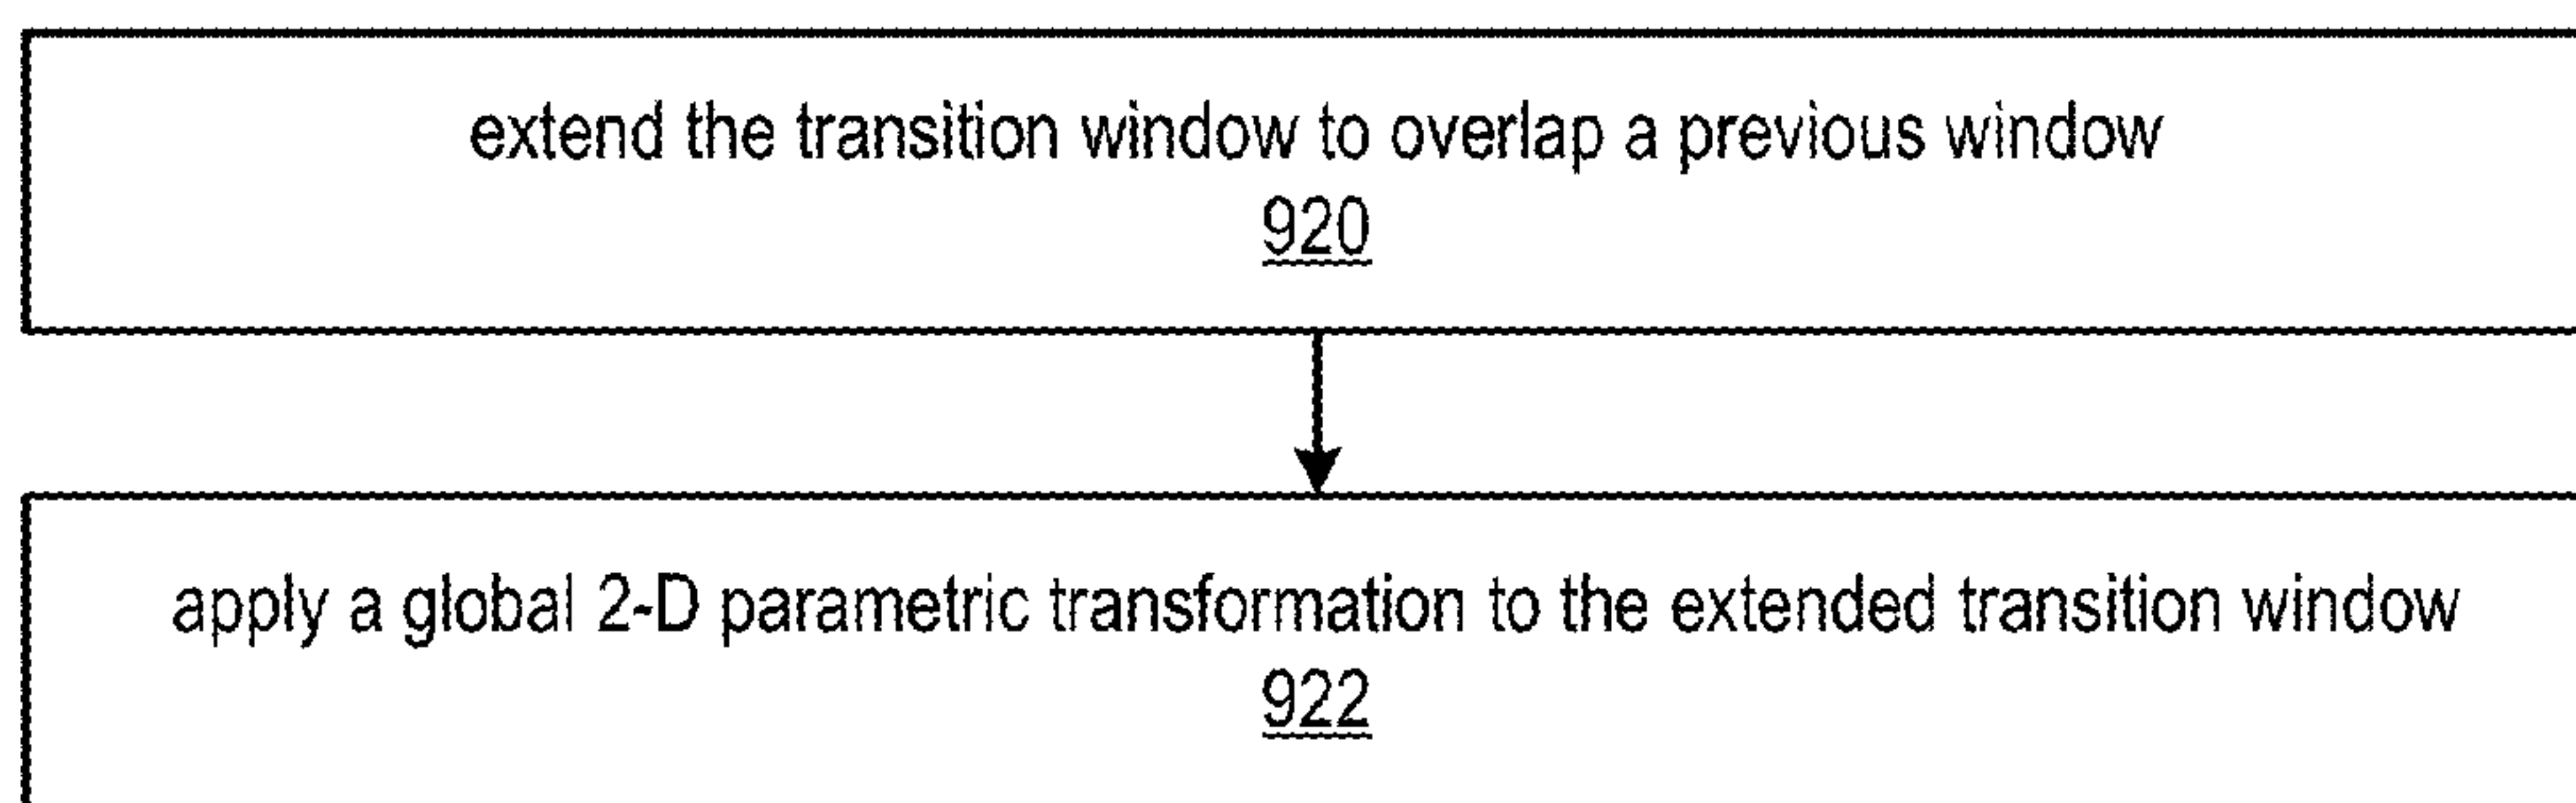 extend the transition window to overlap a previous window
920
apply a global 2-D parametric transformation to the extended transition window
922